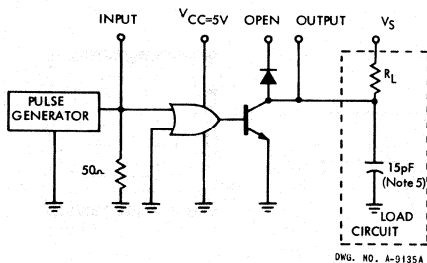 INPUT
VCC=5V
OPEN
OUTPUT
VS
PULSE
GENERATOR
50Ω
RL
15pF
(Note 5)
LOAD
CIRCUIT
DWG. NO. A-9135A